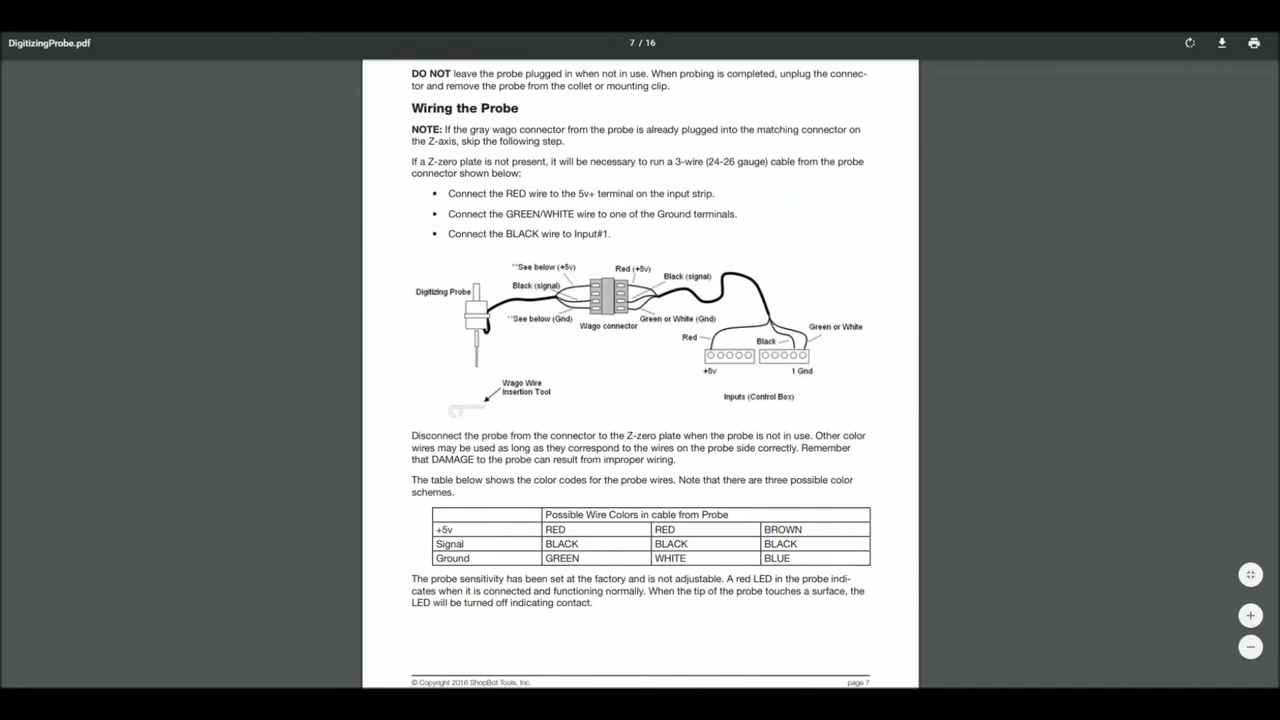 DigitizingProbe.pdf
7 / 16
DO NOT leave the probe plugged in when not in use. When probing is completed, unplug the connec-
tor and remove the probe from the collet or mounting clip.
Wiring the Probe
NOTE: If the gray wago connector from the probe is already plugged into the matching connector on
the Z-axis, skip the following step.
If a Z-zero plate is not present, it will be necessary to run a 3-wire (24-26 gauge) cable from the probe
connector shown below:
• Connect the RED wire to the 5v+ terminal on the input strip.
• Connect the GREEN/WHITE wire to one of the Ground terminals.
• Connect the BLACK wire to Input#1.
**See below (+5v)
Red (+5v)
Black (signal)
Digitizing Probe
Black (signal)
**See below (Gnd)
Wago connector
Green or White (Gnd)
Red
Black
Green or White
+5v
1 Gnd
Wago Wire
Insertion Tool
Inputs (Control Box)
Disconnect the probe from the connector to the Z-zero plate when the probe is not in use. Other color
wires may be used as long as they correspond to the wires on the probe side correctly. Remember
that DAMAGE to the probe can result from improper wiring.
The table below shows the color codes for the probe wires. Note that there are three possible color
schemes.
Possible Wire Colors in cable from Probe
+5v RED RED BROWN
Signal BLACK BLACK BLACK
Ground GREEN WHITE BLUE
The probe sensitivity has been set at the factory and is not adjustable. A red LED in the probe indi-
cates when it is connected and functioning normally. When the tip of the probe touches a surface, the
LED will be turned off indicating contact.
© Copyright 2016 ShopBot Tools, Inc.
page 7